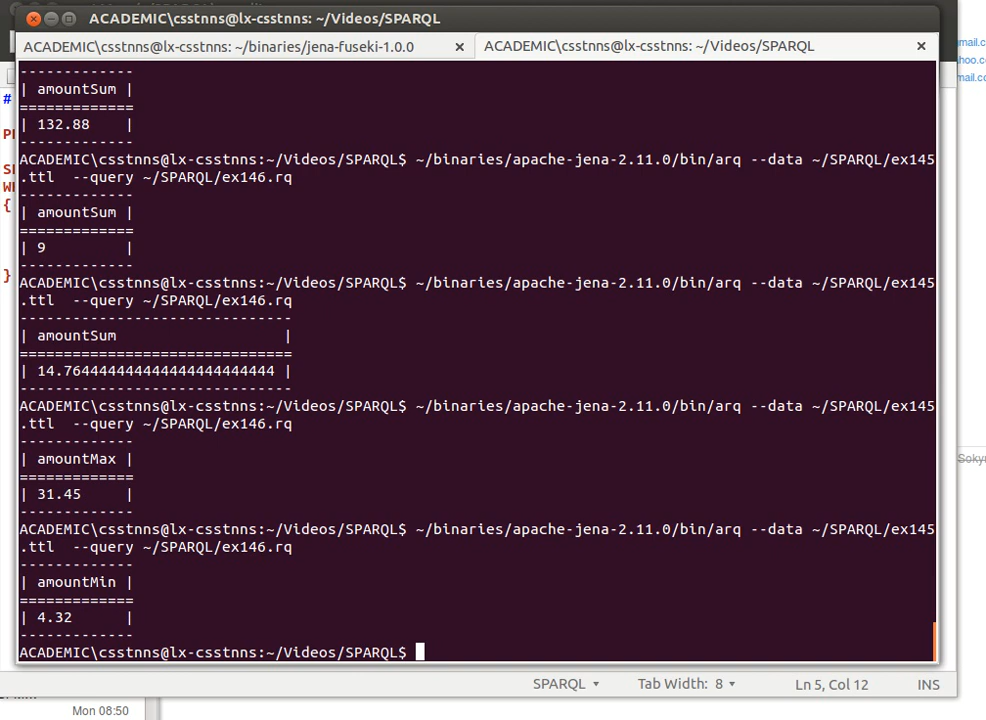 ACADEMIC\csstnns@lx-csstnns: ~/Videos/SPARQL
ACADEMIC\csstnns@lx-csstnns: ~/binaries/jena-fuseki-1.0.0 × ACADEMIC\csstnns@lx-csstnns: ~/Videos/SPARQL ×
-------------
| amountSum |
=============
| 132.88    |
-------------
ACADEMIC\csstnns@lx-csstnns:~/Videos/SPARQL$ ~/binaries/apache-jena-2.11.0/bin/arq --data ~/SPARQL/ex145
.ttl  --query ~/SPARQL/ex146.rq
-------------
| amountSum |
=============
| 9         |
-------------
ACADEMIC\csstnns@lx-csstnns:~/Videos/SPARQL$ ~/binaries/apache-jena-2.11.0/bin/arq --data ~/SPARQL/ex145
.ttl  --query ~/SPARQL/ex146.rq
-------------------------------
| amountSum                   |
===============================
| 14.764444444444444444444444 |
-------------------------------
ACADEMIC\csstnns@lx-csstnns:~/Videos/SPARQL$ ~/binaries/apache-jena-2.11.0/bin/arq --data ~/SPARQL/ex145
.ttl  --query ~/SPARQL/ex146.rq
-------------
| amountMax |
=============
| 31.45     |
-------------
ACADEMIC\csstnns@lx-csstnns:~/Videos/SPARQL$ ~/binaries/apache-jena-2.11.0/bin/arq --data ~/SPARQL/ex145
.ttl  --query ~/SPARQL/ex146.rq
-------------
| amountMin |
=============
| 4.32      |
-------------
ACADEMIC\csstnns@lx-csstnns:~/Videos/SPARQL$
#
{
}
SPARQL Tab Width: 8 Ln 5, Col 12 INS
Mon 08:50